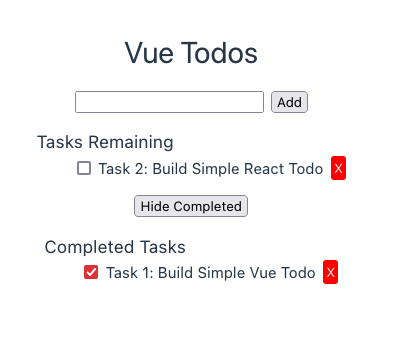 Vue Todos
Add
Tasks Remaining
Task 2: Build Simple React Todo X
Hide Completed
Completed Tasks
Task 1: Build Simple Vue Todo X